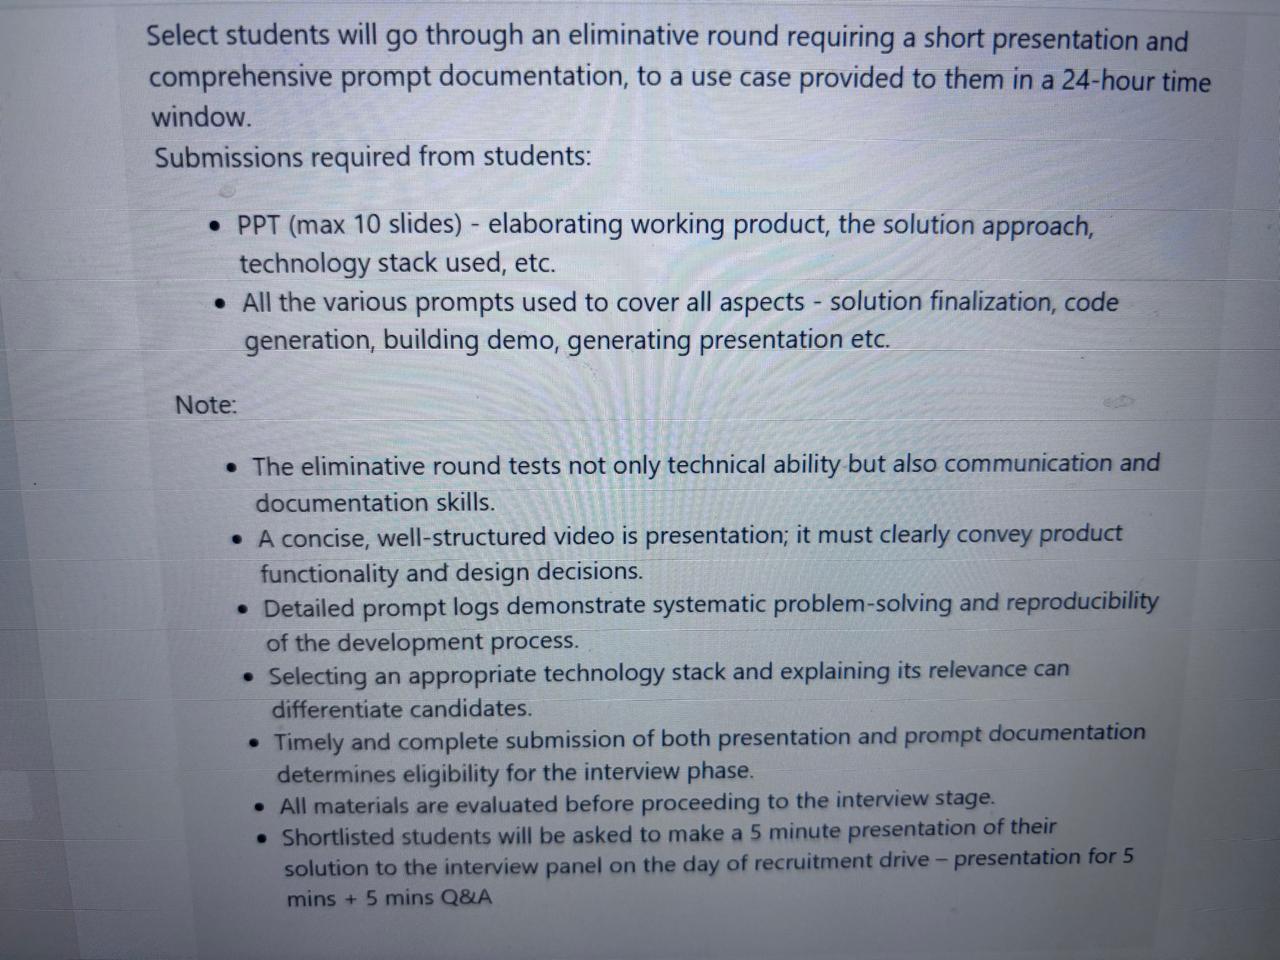 Select students will go through an eliminative round requiring a short presentation and
comprehensive prompt documentation, to a use case provided to them in a 24-hour time
window.
Submissions required from students:
• PPT (max 10 slides) - elaborating working product, the solution approach,
technology stack used, etc.
• All the various prompts used to cover all aspects - solution finalization, code
generation, building demo, generating presentation etc.
Note:
• The eliminative round tests not only technical ability but also communication and
documentation skills.
• A concise, well-structured video is presentation; it must clearly convey product
functionality and design decisions.
• Detailed prompt logs demonstrate systematic problem-solving and reproducibility
of the development process.
• Selecting an appropriate technology stack and explaining its relevance can
differentiate candidates.
• Timely and complete submission of both presentation and prompt documentation
determines eligibility for the interview phase.
• All materials are evaluated before proceeding to the interview stage.
• Shortlisted students will be asked to make a 5 minute presentation of their
solution to the interview panel on the day of recruitment drive – presentation for 5
mins + 5 mins Q&A